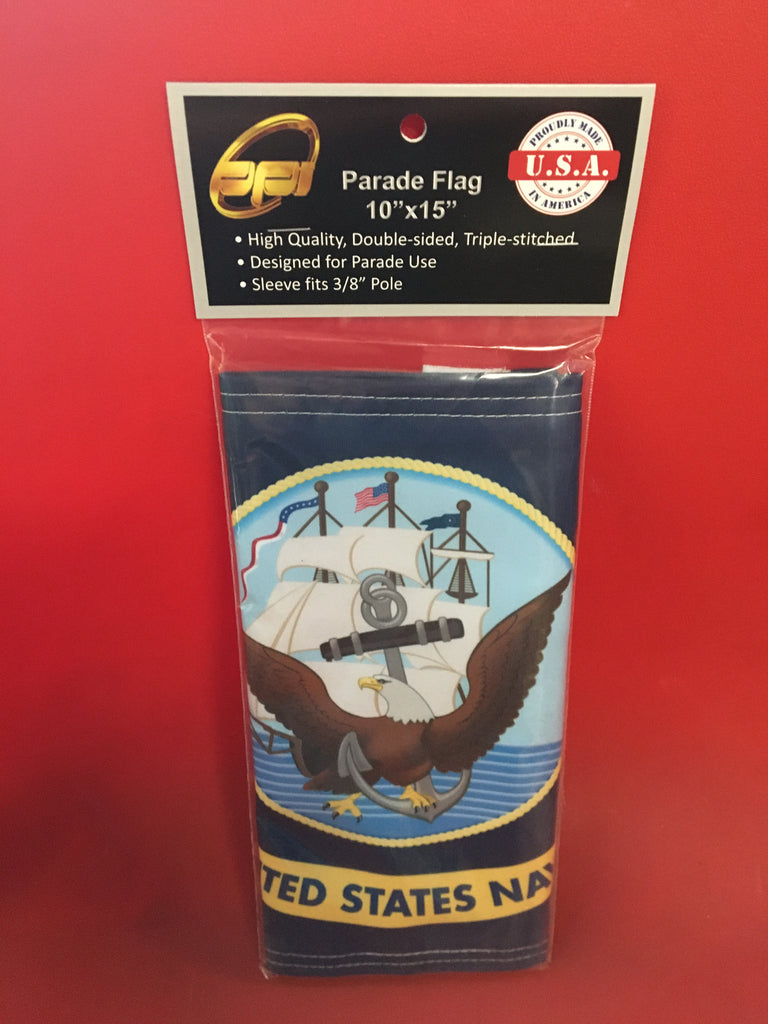 ppi
Parade Flag
10"x15"
• High Quality, Double-sided, Triple-stitched
• Designed for Parade Use
• Sleeve fits 3/8" Pole
PROUDLY MADE
U.S.A.
IN AMERICA
TED STATES NA